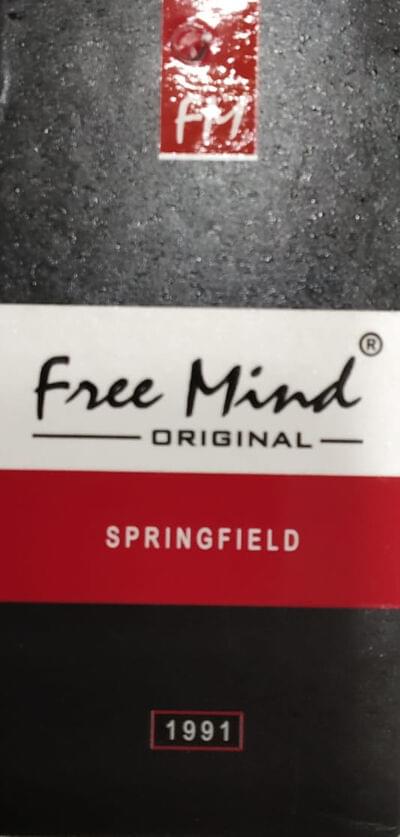 FM
Free Mind®
ORIGINAL
SPRINGFIELD
1991